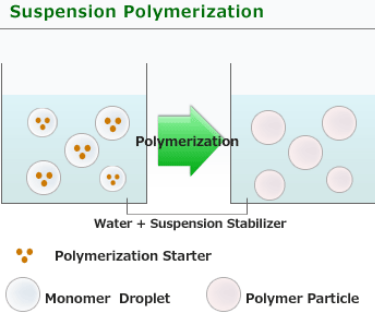 Suspension Polymerization
Polymerization
Water + Suspension Stabilizer
Polymerization Starter
Monomer Droplet
Polymer Particle